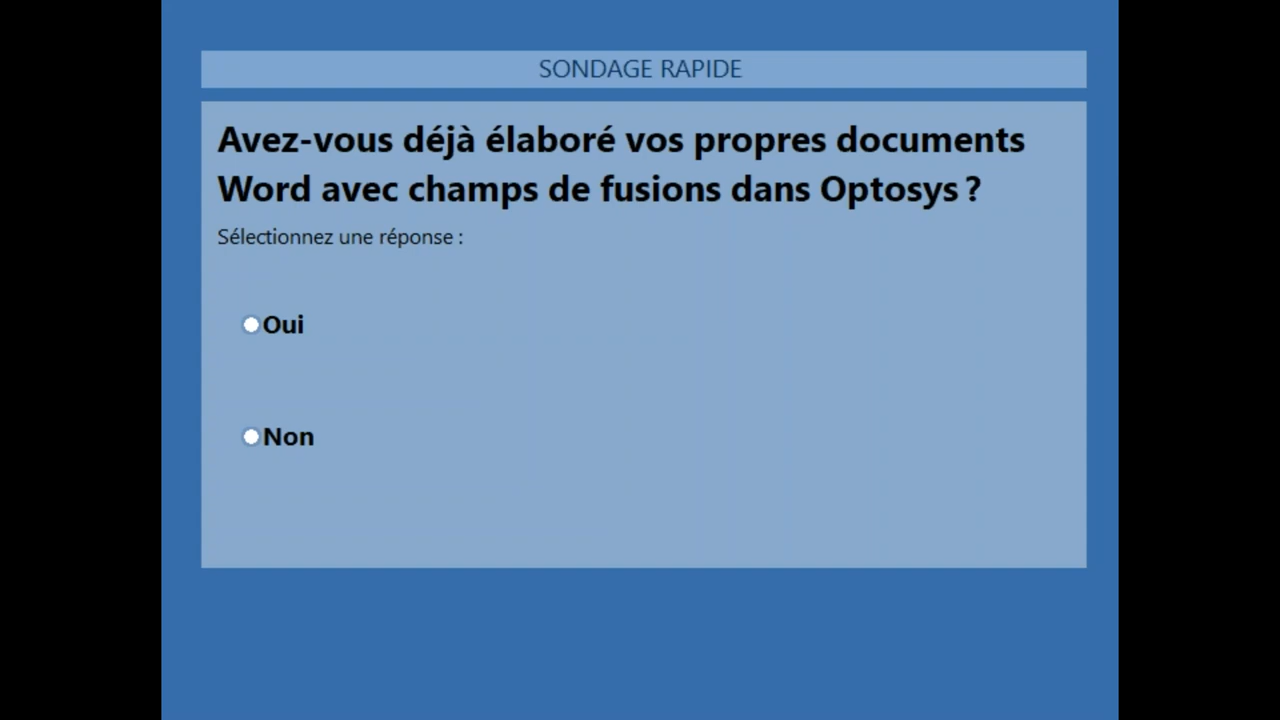 SONDAGE RAPIDE
Avez-vous déjà élaboré vos propres documents
Word avec champs de fusions dans Optosys ?
Sélectionnez une réponse :
Oui
Non